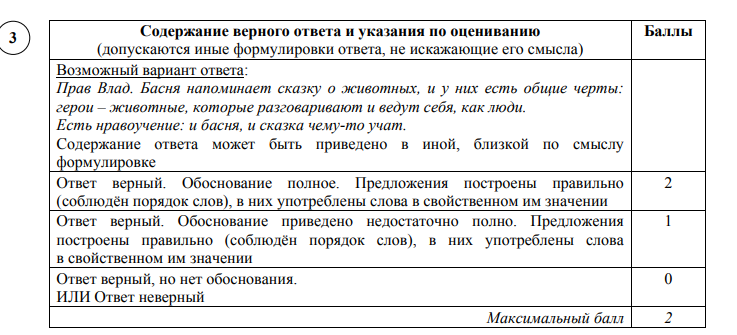 3
Содержание верного ответа и указания по оцениванию
(допускаются иные формулировки ответа, не искажающие его смысла)
Баллы
Возможный вариант ответа:
Прав Влад. Басня напоминает сказку о животных, и у них есть общие черты:
герои – животные, которые разговаривают и ведут себя, как люди.
Есть нравоучение: и басня, и сказка чему-то учат.
Содержание ответа может быть приведено в иной, близкой по смыслу
формулировке
Ответ верный. Обоснование полное. Предложения построены правильно
(соблюдён порядок слов), в них употреблены слова в свойственном им значении
2
Ответ верный. Обоснование приведено недостаточно полно. Предложения
построены правильно (соблюдён порядок слов), в них употреблены слова
в свойственном им значении
1
Ответ верный, но нет обоснования.
ИЛИ Ответ неверный
0
Максимальный балл
2